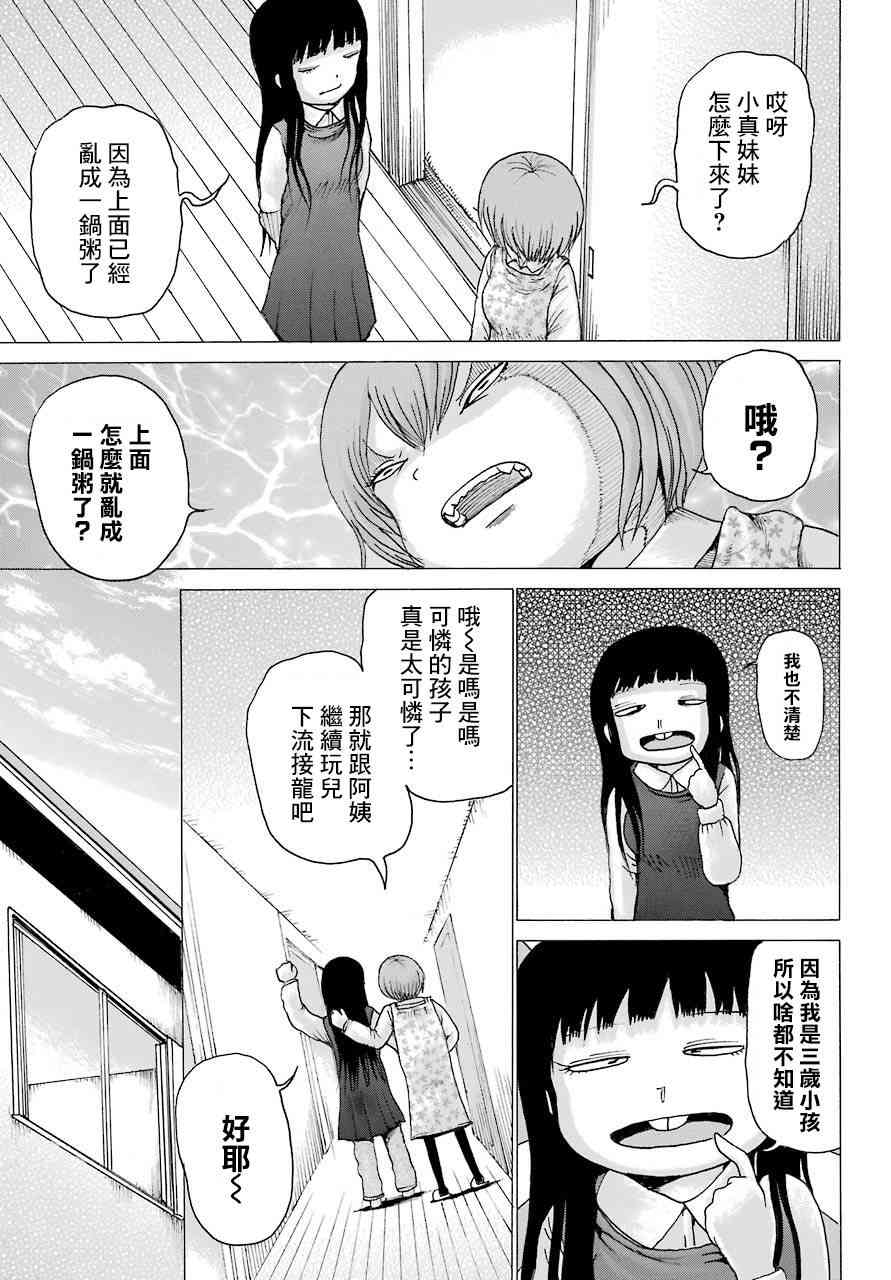 哎呀
小真妹妹
怎麼下來了？
因為上面已經
亂成一鍋粥了
哦？
上面
怎麼就亂成
一鍋粥了？
我也不清楚
因為我是三歲小孩
所以啥都不知道
哦～是嗎是嗎
可憐的孩子
真是太可憐了…
那就跟阿姨
繼續玩兒
下流接龍吧
好耶～